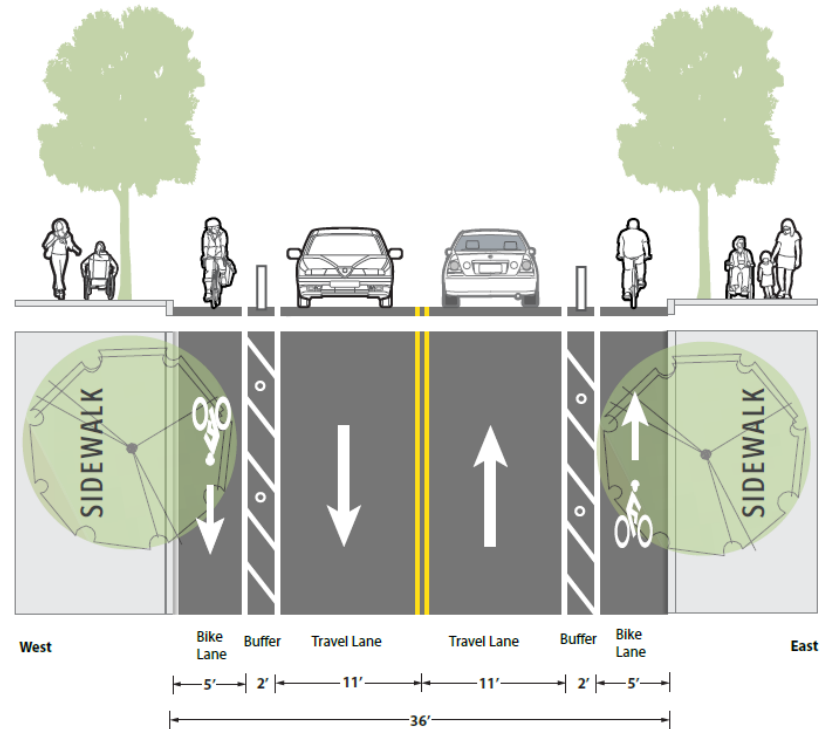 SIDEWALK
SIDEWALK
West
Bike
Lane
Buffer
Travel Lane
Travel Lane
Buffer
Bike
Lane
East
5’
2’
11’
11’
2’
5’
36’